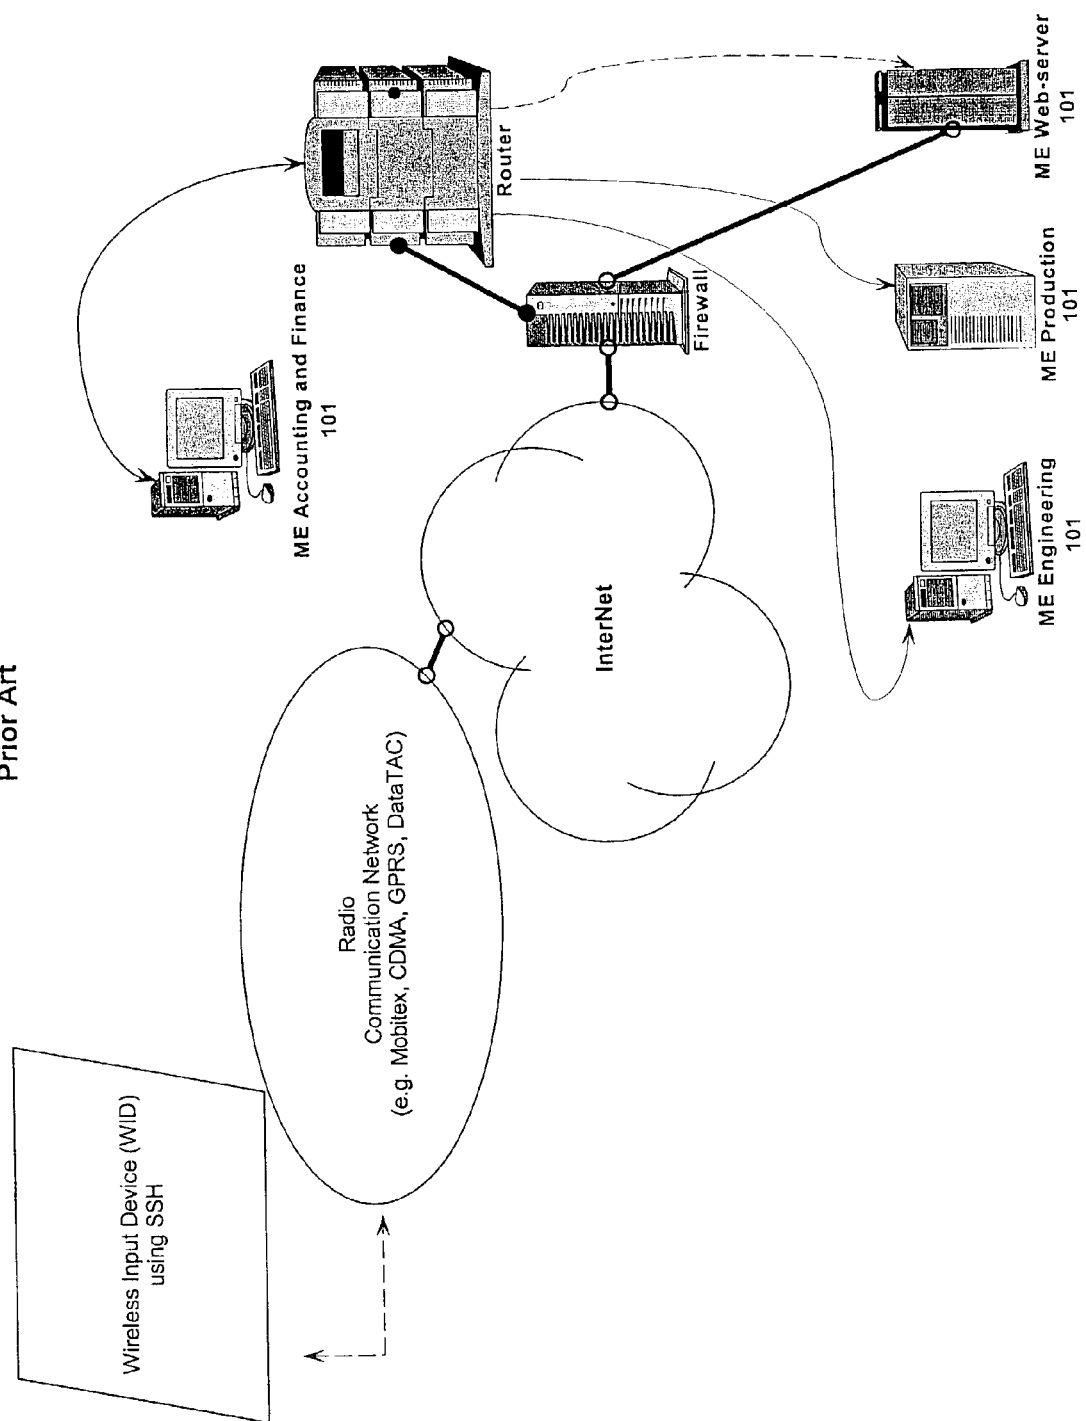 Prior Art
Wireless Input Device (WID)
using SSH
Radio
Communication Network
(e.g. Mobitex, CDMA, GPRS, DataTAC)
InterNet
ME Accounting and Finance
101
Router
Firewall
ME Engineering
101
ME Production
101
ME Web-server
101